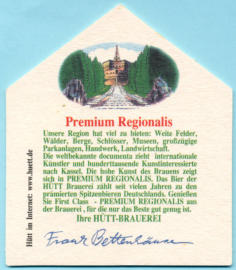 Premium Regionalis
Unsere Region hat viel zu bieten: Weite Felder,
Wälder, Berge, Schlösser, Museen, großzügige
Parkanlagen, Handwerk, Landwirtschaft.
Die weltbekannte documenta zieht internationale
Künstler und hunderttausende Kunstinteressierte
nach Kassel. Die hohe Kunst des Brauens zeigt
sich in PREMIUM REGIONALIS. Das Bier der
HÜTT Brauerei zählt seit vielen Jahren zu den
prämierten Spitzenbieren Deutschlands. Genießen
Sie First Class - PREMIUM REGIONALIS aus
der Brauerei, für die nur das Beste gut genug ist.
Ihre HÜTT-BRAUEREI
Frank Bettenhäuser
Hütt im Internet: www.huett.de